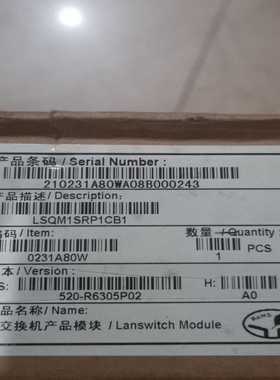 产品条码 / Serial Number :
210231A80WA08B000243
产品描述/ Description:
LSQM1SRP1CB1
编码 / Item: 数量 / Quantity :
0231A80W 1 PCS
版本 / Version :
S: 520-R6305P02 H: A0
产品名 / Name:
交换机产品模块 / Lanswitch Module